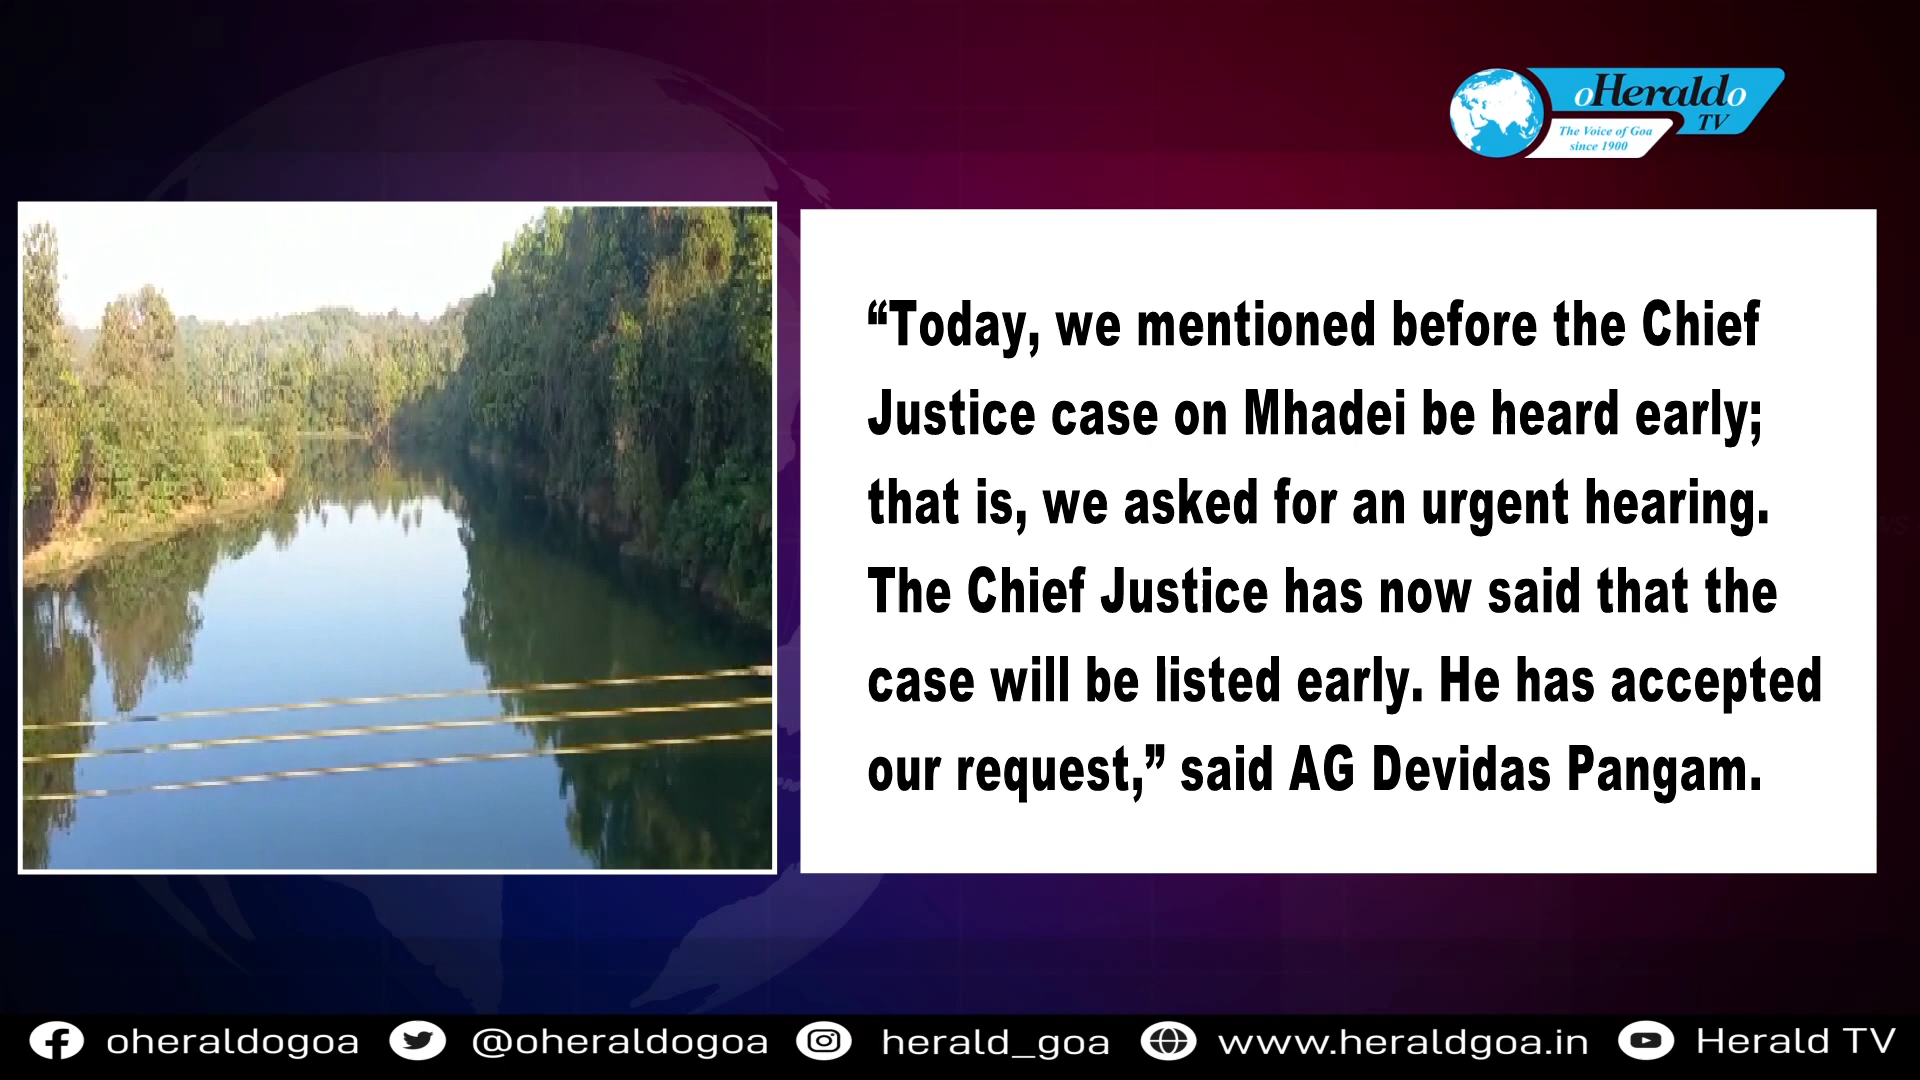 oHeraldo
TV
The Voice of Goa
since 1900
“Today, we mentioned before the Chief
Justice case on Mhadei be heard early;
that is, we asked for an urgent hearing.
The Chief Justice has now said that the
case will be listed early. He has accepted
our request,” said AG Devidas Pangam.
oheraldogoa @oheraldogoa herald_goa www.heraldgoa.in Herald TV